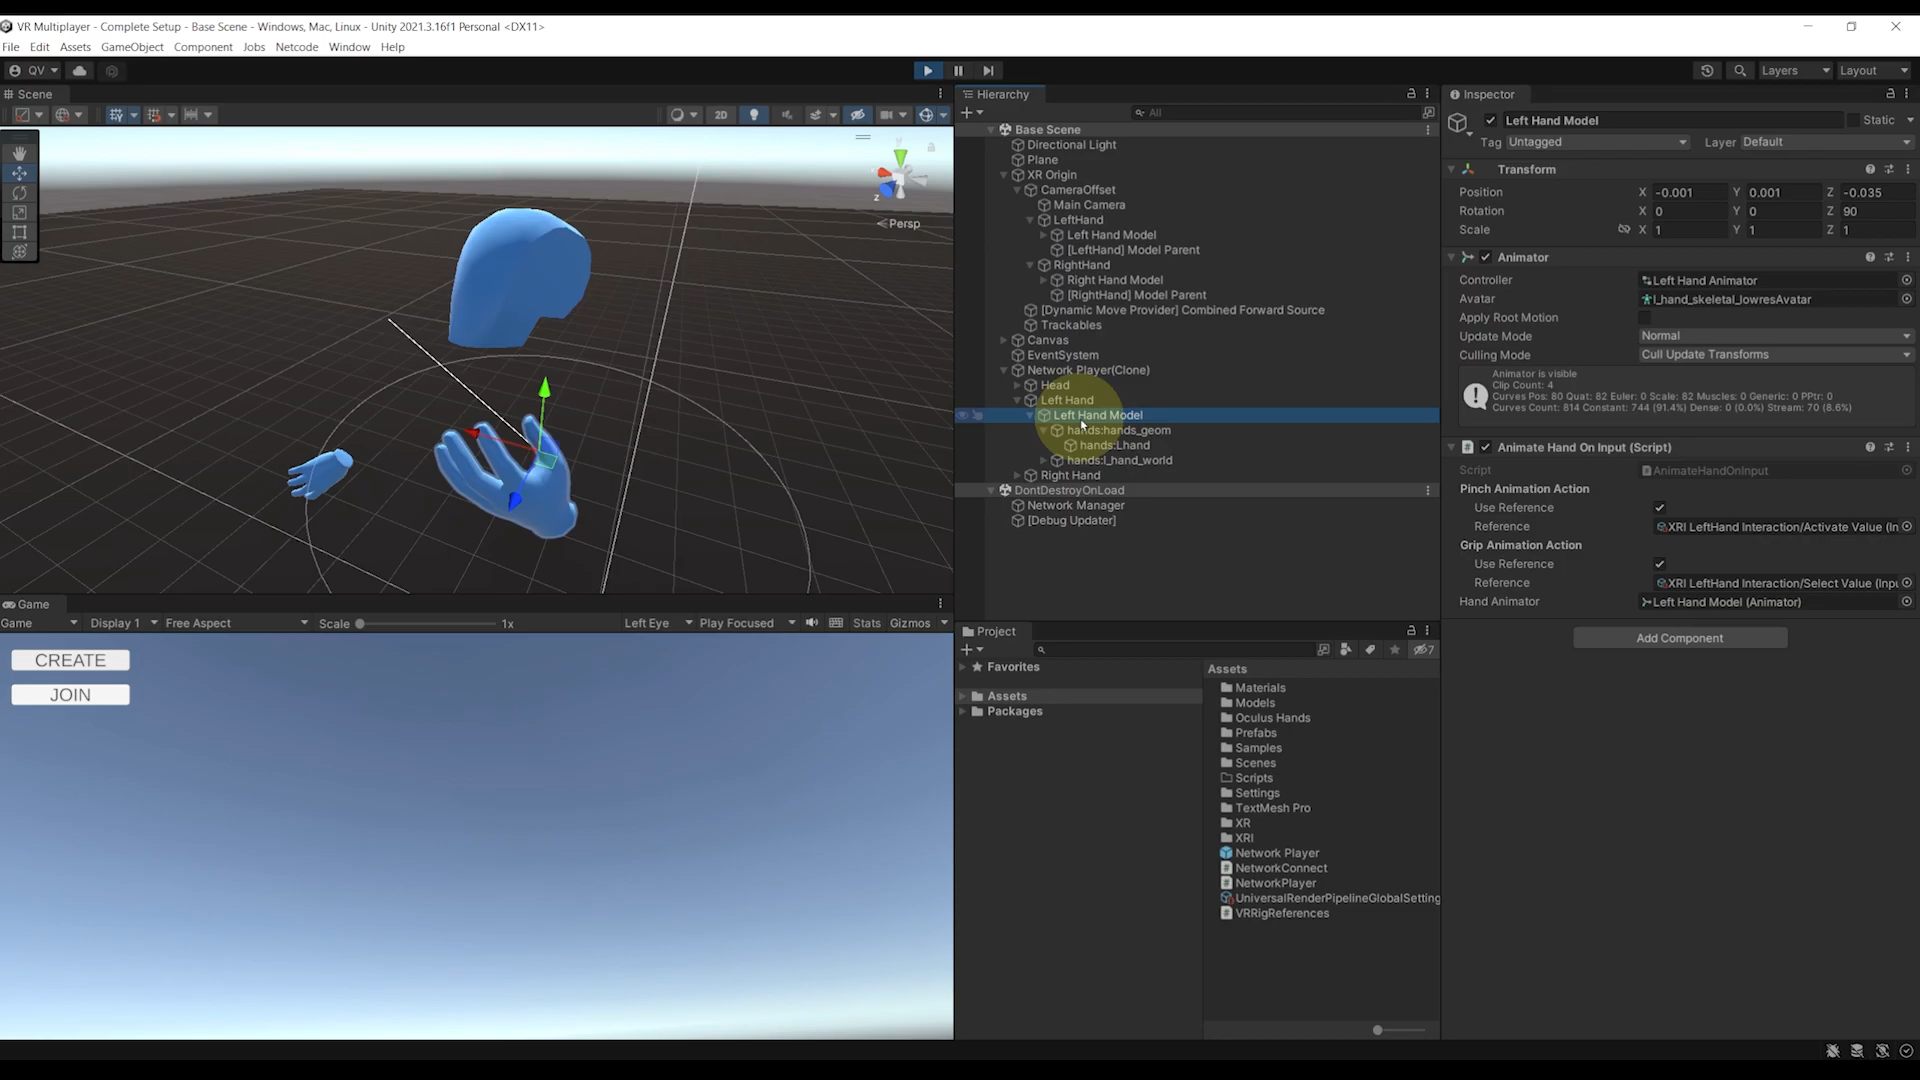 VR Multiplayer - Complete Setup - Base Scene - Windows, Mac, Linux - Unity 2021.3.16f1 Personal <DX11>
File Edit Assets GameObject Component Jobs Netcode Window Help
QV
Layers
Layout
Scene
2D
y
z
Persp
Game
Game
Display 1
Free Aspect
Scale
1x
Left Eye
Play Focused
Stats
Gizmos
CREATE
JOIN
Hierarchy
All
Base Scene
Directional Light
Plane
XR Origin
CameraOffset
Main Camera
LeftHand
Left Hand Model
[LeftHand] Model Parent
RightHand
Right Hand Model
[RightHand] Model Parent
[Dynamic Move Provider] Combined Forward Source
Trackables
Canvas
EventSystem
Network Player(Clone)
Head
Left Hand
Left Hand Model
hands:hands_geom
hands:Lhand
hands:l_hand_world
Right Hand
DontDestroyOnLoad
Network Manager
[Debug Updater]
Project
7
Favorites
Assets
Packages
Assets
Materials
Models
Oculus Hands
Prefabs
Samples
Scenes
Scripts
Settings
TextMesh Pro
XR
XRI
Network Player
NetworkConnect
NetworkPlayer
UniversalRenderPipelineGlobalSetting
VRRigReferences
Inspector
Left Hand Model
Static
Tag Untagged
Layer Default
Transform
Position X -0.001 Y 0.001 Z -0.035
Rotation X 0 Y 0 Z 90
Scale X 1 Y 1 Z 1
Animator
Controller Left Hand Animator
Avatar l_hand_skeletal_lowresAvatar
Apply Root Motion
Update Mode Normal
Culling Mode Cull Update Transforms
Animator is visible
Clip Count: 4
Curves Pos: 80 Quat: 82 Euler: 0 Scale: 82 Muscles: 0 Generic: 0 PPtr: 0
Curves Count: 814 Constant: 744 (91.4%) Dense: 0 (0.0%) Stream: 70 (8.6%)
Animate Hand On Input (Script)
Script AnimateHandOnInput
Pinch Animation Action
Use Reference
Reference XRI LeftHand Interaction/Activate Value (In
Grip Animation Action
Use Reference
Reference XRI LeftHand Interaction/Select Value (Inpu
Hand Animator Left Hand Model (Animator)
Add Component